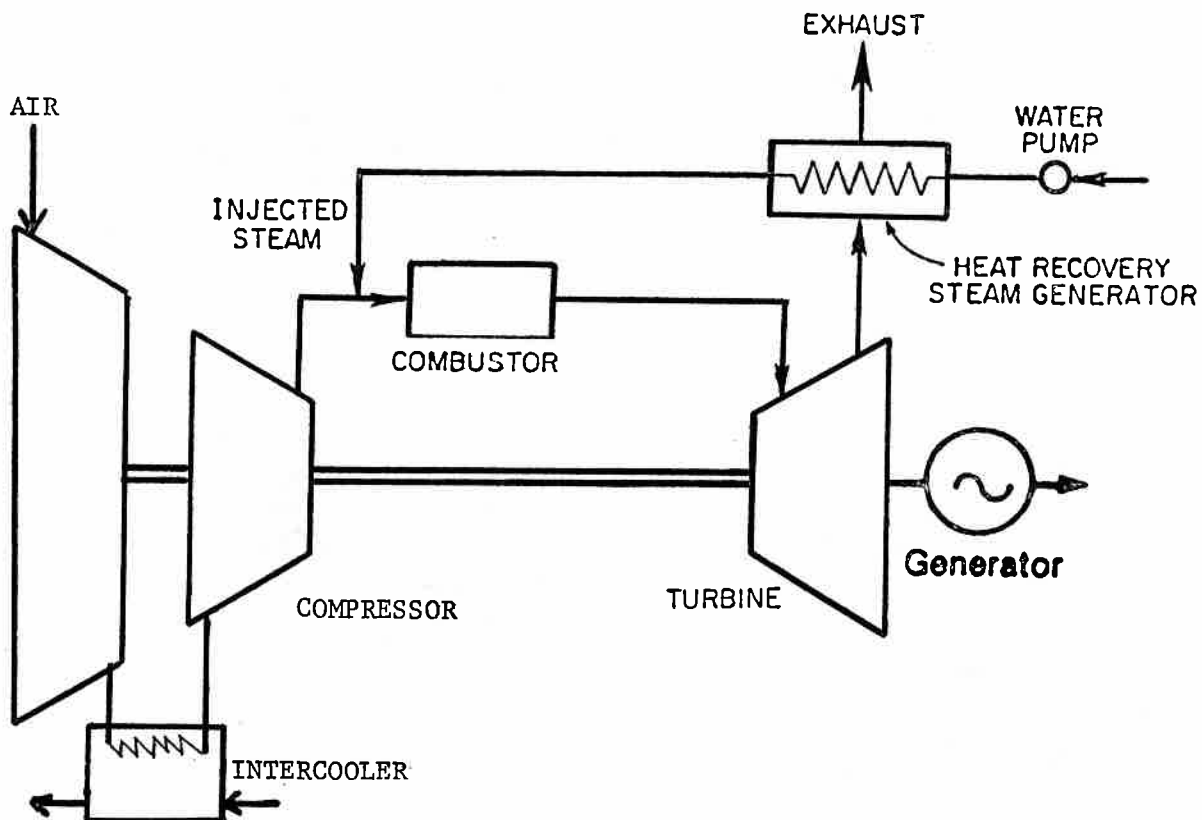 EXHAUST
AIR
WATER
PUMP
INJECTED
STEAM
HEAT RECOVERY
STEAM GENERATOR
COMBUSTOR
Generator
COMPRESSOR
TURBINE
INTERCOOLER